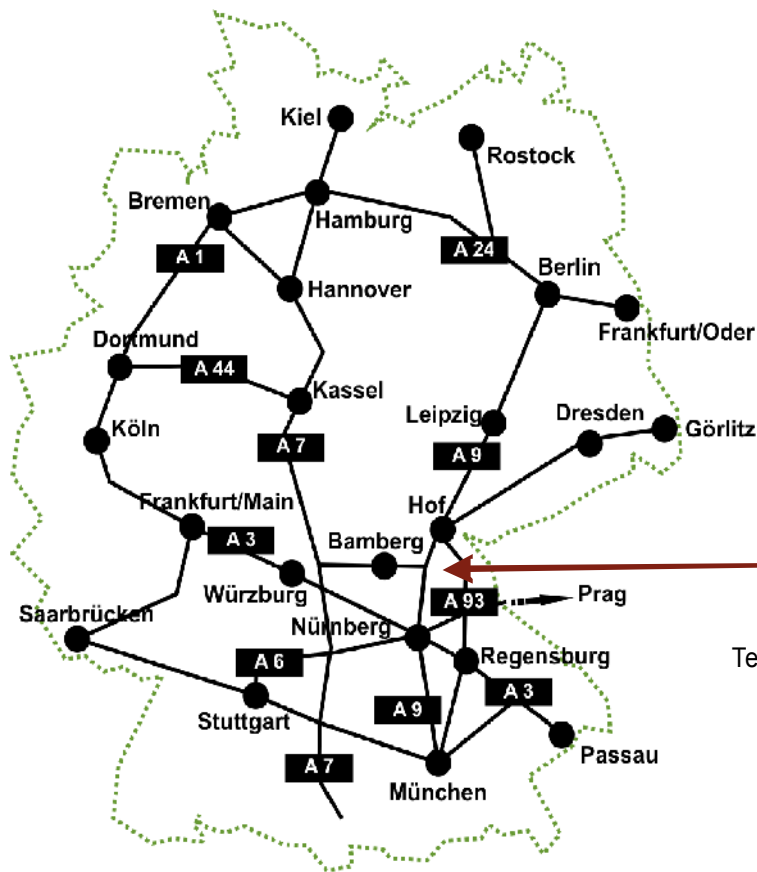 Kiel
Rostock
Bremen
Hamburg
A 1
A 24
Berlin
Hannover
Frankfurt/Oder
Dortmund
A 44
Kassel
Leipzig
Dresden
Görlitz
Köln
A 7
A 9
Frankfurt/Main
Hof
A 3
Bamberg
Würzburg
A 93
Prag
Saarbrücken
Nürnberg
A 6
Regensburg
Te
Stuttgart
A 9
A 3
Passau
A 7
München